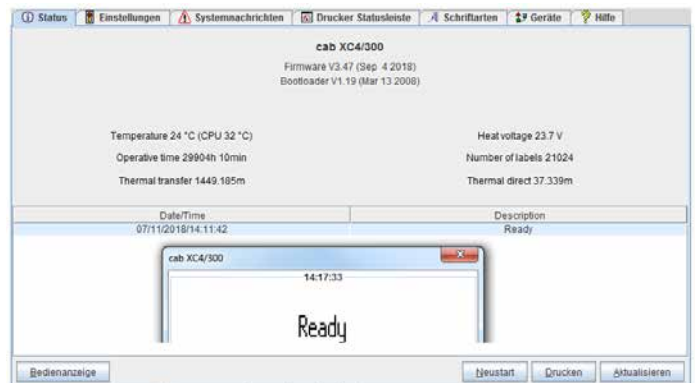 Status Einstellungen Systemnachrichten Drucker Statusleiste Schriftarten Geräte Hilfe
cab XC4/300
Firmware V3.47 (Sep 4 2018)
Bootloader V1.19 (Mar 13 2008)
Temperature 24 °C (CPU 32 °C) Heatvoltage 23.7 V
Operative time 29904h 10min Number of labels 21024
Thermal transfer 1449.185m Thermal direct 37.339m
Date/Time Description
07/11/2018/14.11:42 Ready
cab XC4/300
14:17:33
Ready
Bedienanzeige Neustart Drucken Aktualisieren